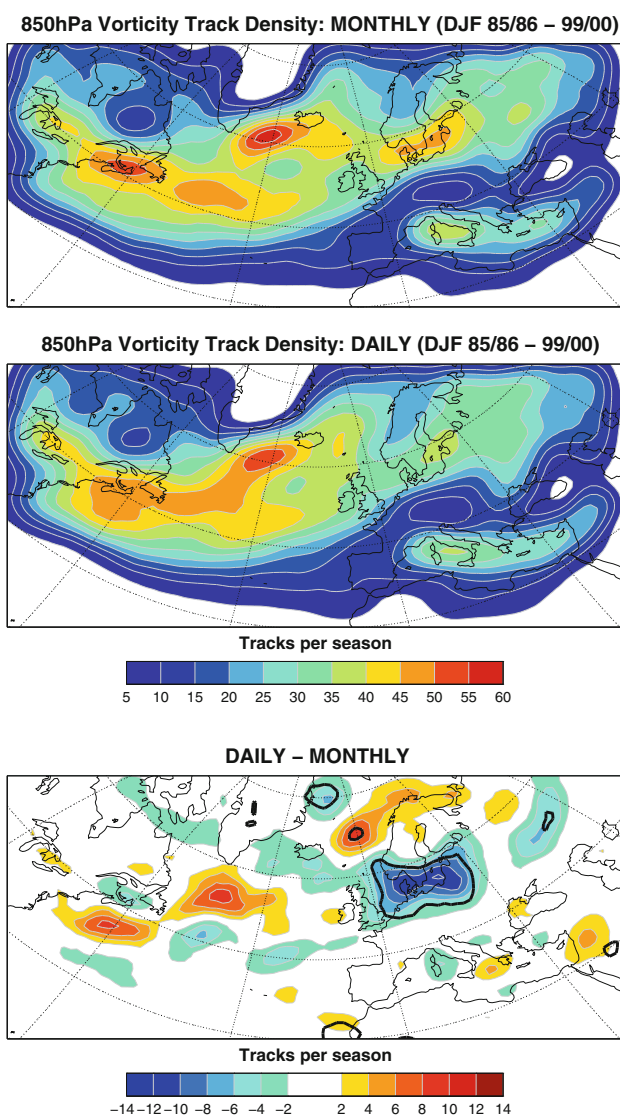 850hPa Vorticity Track Density: MONTHLY (DJF 85/86 – 99/00)
850hPa Vorticity Track Density: DAILY (DJF 85/86 – 99/00)
Tracks per season
5 10 15 20 25 30 35 40 45 50 55 60
DAILY – MONTHLY
Tracks per season
−14 −12 −10 −8 −6 −4 −2 2 4 6 8 10 12 14